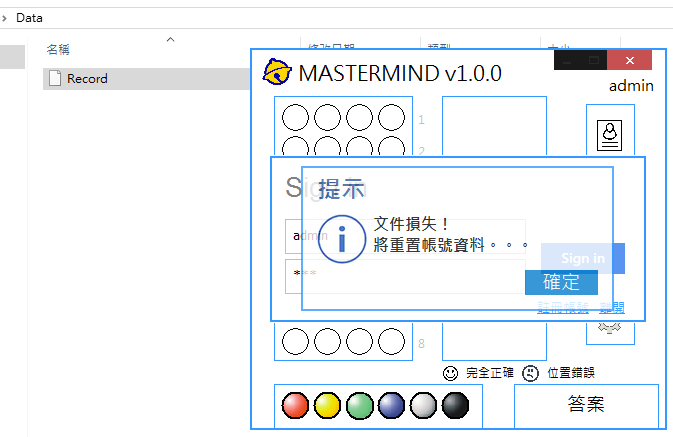 Data
名稱
修改日期
類型
大小
Record
MASTERMIND v1.0.0
admin
1
2
Sign in
提示
文件損失！
將重置帳號資料。。。
admin
***
Sign in
確定
註冊帳號
離開
8
完全正確
位置錯誤
答案